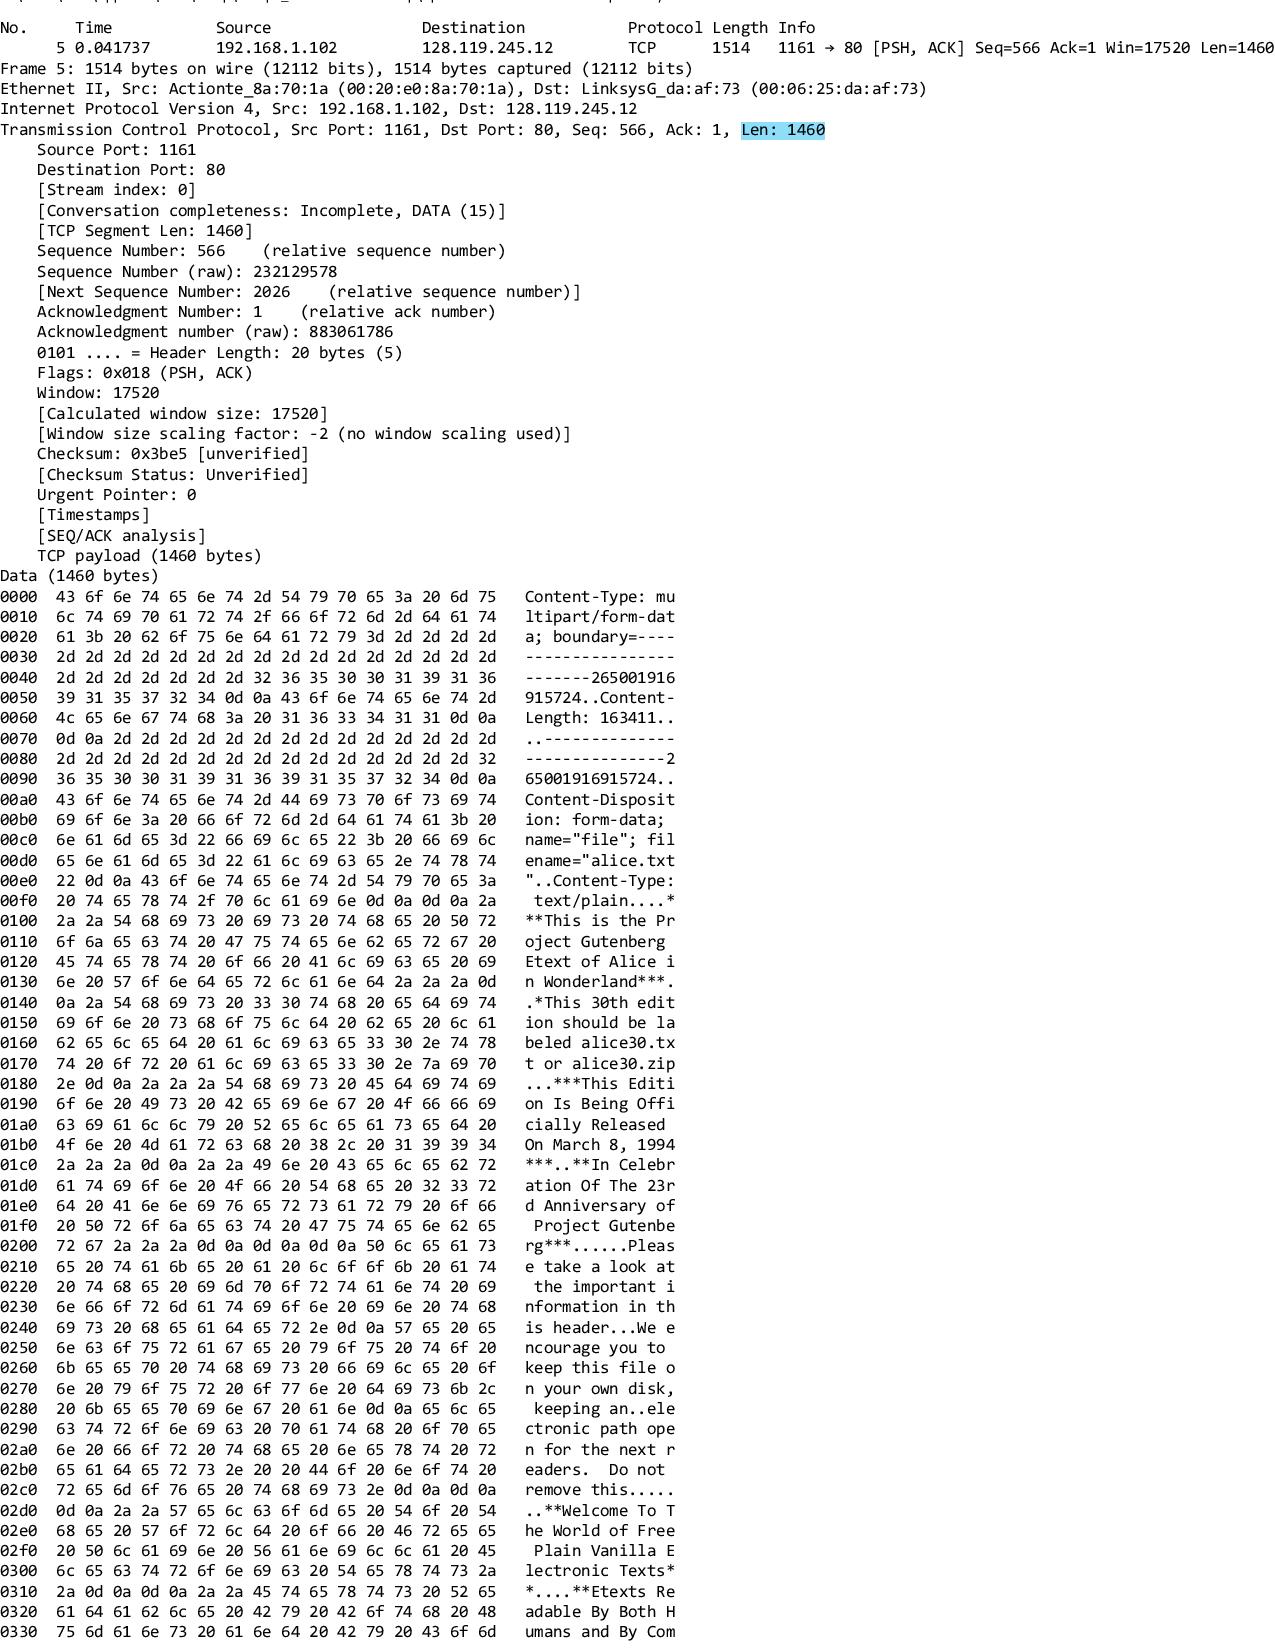 No. Time Source Destination Protocol Length Info
5 0.041737 192.168.1.102 128.119.245.12 TCP 1514 1161 → 80 [PSH, ACK] Seq=566 Ack=1 Win=17520 Len=1460
Frame 5: 1514 bytes on wire (12112 bits), 1514 bytes captured (12112 bits)
Ethernet II, Src: Actionte_8a:70:1a (00:20:e0:8a:70:1a), Dst: LinksysG_da:af:73 (00:06:25:da:af:73)
Internet Protocol Version 4, Src: 192.168.1.102, Dst: 128.119.245.12
Transmission Control Protocol, Src Port: 1161, Dst Port: 80, Seq: 566, Ack: 1, Len: 1460
Source Port: 1161
Destination Port: 80
[Stream index: 0]
[Conversation completeness: Incomplete, DATA (15)]
[TCP Segment Len: 1460]
Sequence Number: 566 (relative sequence number)
Sequence Number (raw): 232129578
[Next Sequence Number: 2026 (relative sequence number)]
Acknowledgment Number: 1 (relative ack number)
Acknowledgment number (raw): 883061786
0101 .... = Header Length: 20 bytes (5)
Flags: 0x018 (PSH, ACK)
Window: 17520
[Calculated window size: 17520]
[Window size scaling factor: -2 (no window scaling used)]
Checksum: 0x3be5 [unverified]
[Checksum Status: Unverified]
Urgent Pointer: 0
[Timestamps]
[SEQ/ACK analysis]
TCP payload (1460 bytes)
Data (1460 bytes)
0000 43 6f 6e 74 65 6e 74 2d 54 79 70 65 3a 20 6d 75 Content-Type: mu
0010 6c 74 69 70 61 72 74 2f 66 6f 72 6d 2d 64 61 74 ltipart/form-dat
0020 61 3b 20 62 6f 75 6e 64 61 72 79 3d 2d 2d 2d 2d a; boundary=----
0030 2d 2d 2d 2d 2d 2d 2d 2d 2d 2d 2d 2d 2d 2d 2d 2d ----------------
0040 2d 2d 2d 2d 2d 2d 2d 32 36 35 30 30 31 39 31 36 -------265001916
0050 39 31 35 37 32 34 0d 0a 43 6f 6e 74 65 6e 74 2d 915724..Content-
0060 4c 65 6e 67 74 68 3a 20 31 36 33 34 31 31 0d 0a Length: 163411..
0070 0d 0a 2d 2d 2d 2d 2d 2d 2d 2d 2d 2d 2d 2d 2d 2d ..--------------
0080 2d 2d 2d 2d 2d 2d 2d 2d 2d 2d 2d 2d 2d 2d 2d 32 ---------------2
0090 36 35 30 30 31 39 31 36 39 31 35 37 32 34 0d 0a 65001916915724..
00a0 43 6f 6e 74 65 6e 74 2d 44 69 73 70 6f 73 69 74 Content-Disposit
00b0 69 6f 6e 3a 20 66 6f 72 6d 2d 64 61 74 61 3b 20 ion: form-data;
00c0 6e 61 6d 65 3d 22 66 69 6c 65 22 3b 20 66 69 6c name="file"; fil
00d0 65 6e 61 6d 65 3d 22 61 6c 69 63 65 2e 74 78 74 ename="alice.txt
00e0 22 0d 0a 43 6f 6e 74 65 6e 74 2d 54 79 70 65 3a "..Content-Type:
00f0 20 74 65 78 74 2f 70 6c 61 69 6e 0d 0a 0d 0a 2a text/plain....*
0100 2a 2a 54 68 69 73 20 69 73 20 74 68 65 20 50 72 **This is the Pr
0110 6f 6a 65 63 74 20 47 75 74 65 6e 62 65 72 67 20 oject Gutenberg
0120 45 74 65 78 74 20 6f 66 20 41 6c 69 63 65 20 69 Etext of Alice i
0130 6e 20 57 6f 6e 64 65 72 6c 61 6e 64 2a 2a 2a 0d n Wonderland***.
0140 0a 2a 54 68 69 73 20 33 30 74 68 20 65 64 69 74 .*This 30th edit
0150 69 6f 6e 20 73 68 6f 75 6c 64 20 62 65 20 6c 61 ion should be la
0160 62 65 6c 65 64 20 61 6c 69 63 65 33 30 2e 74 78 beled alice30.tx
0170 74 20 6f 72 20 61 6c 69 63 65 33 30 2e 7a 69 70 t or alice30.zip
0180 2e 0d 0a 2a 2a 2a 54 68 69 73 20 45 64 69 74 69 ...***This Editi
0190 6f 6e 20 49 73 20 42 65 69 6e 67 20 4f 66 66 69 on Is Being Offi
01a0 63 69 61 6c 6c 79 20 52 65 6c 65 61 73 65 64 20 cially Released
01b0 4f 6e 20 4d 61 72 63 68 20 38 2c 20 31 39 39 34 On March 8, 1994
01c0 2a 2a 2a 0d 0a 2a 2a 49 6e 20 43 65 6c 65 62 72 ***..**In Celebr
01d0 61 74 69 6f 6e 20 4f 66 20 54 68 65 20 32 33 72 ation Of The 23r
01e0 64 20 41 6e 6e 69 76 65 72 73 61 72 79 20 6f 66 d Anniversary of
01f0 20 50 72 6f 6a 65 63 74 20 47 75 74 65 6e 62 65 Project Gutenbe
0200 72 67 2a 2a 2a 0d 0a 0d 0a 0d 0a 50 6c 65 61 73 rg***......Pleas
0210 65 20 74 61 6b 65 20 61 20 6c 6f 6f 6b 20 61 74 e take a look at
0220 20 74 68 65 20 69 6d 70 6f 72 74 61 6e 74 20 69 the important i
0230 6e 66 6f 72 6d 61 74 69 6f 6e 20 69 6e 20 74 68 nformation in th
0240 69 73 20 68 65 61 64 65 72 2e 0d 0a 57 65 20 65 is header...We e
0250 6e 63 6f 75 72 61 67 65 20 79 6f 75 20 74 6f 20 ncourage you to
0260 6b 65 65 70 20 74 68 69 73 20 66 69 6c 65 20 6f keep this file o
0270 6e 20 79 6f 75 72 20 6f 77 6e 20 64 69 73 6b 2c n your own disk,
0280 20 6b 65 65 70 69 6e 67 20 61 6e 0d 0a 65 6c 65 keeping an..ele
0290 63 74 72 6f 6e 69 63 20 70 61 74 68 20 6f 70 65 ctronic path ope
02a0 6e 20 66 6f 72 20 74 68 65 20 6e 65 78 74 20 72 n for the next r
02b0 65 61 64 65 72 73 2e 20 20 44 6f 20 6e 6f 74 20 eaders.  Do not
02c0 72 65 6d 6f 76 65 20 74 68 69 73 2e 0d 0a 0d 0a remove this.....
02d0 0d 0a 2a 2a 57 65 6c 63 6f 6d 65 20 54 6f 20 54 ..**Welcome To T
02e0 68 65 20 57 6f 72 6c 64 20 6f 66 20 46 72 65 65 he World of Free
02f0 20 50 6c 61 69 6e 20 56 61 6e 69 6c 6c 61 20 45 Plain Vanilla E
0300 6c 65 63 74 72 6f 6e 69 63 20 54 65 78 74 73 2a lectronic Texts*
0310 2a 0d 0a 0d 0a 2a 2a 45 74 65 78 74 73 20 52 65 *....**Etexts Re
0320 61 64 61 62 6c 65 20 42 79 20 42 6f 74 68 20 48 adable By Both H
0330 75 6d 61 6e 73 20 61 6e 64 20 42 79 20 43 6f 6d umans and By Com